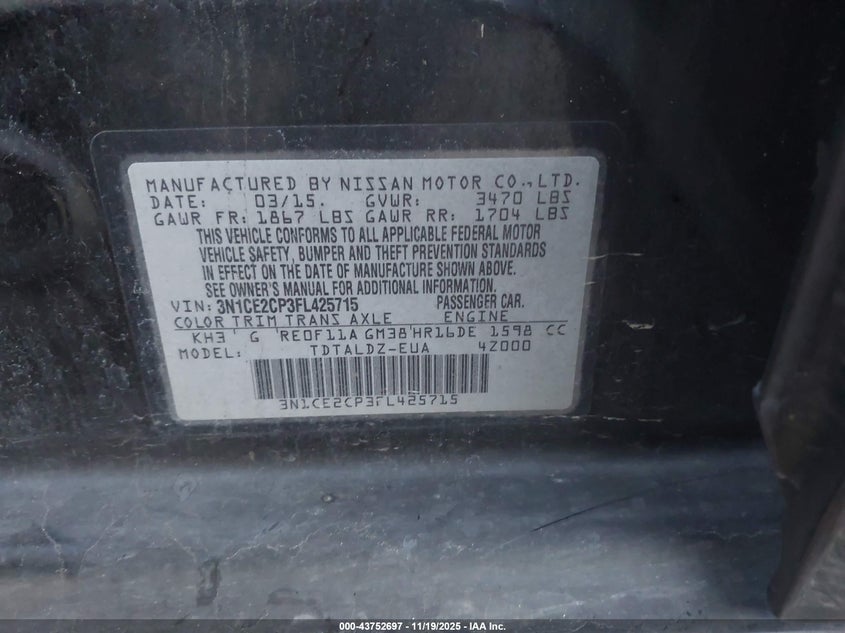 MANUFACTURED BY NISSAN MOTOR CO., LTD.
DATE: 03/15. GVWR: 3470 LBS
GAWR FR: 1867 LBS GAWR RR: 1704 LBS
THIS VEHICLE CONFORMS TO ALL APPLICABLE FEDERAL MOTOR
VEHICLE SAFETY, BUMPER AND THEFT PREVENTION STANDARDS
IN EFFECT ON THE DATE OF MANUFACTURE SHOWN ABOVE.
SEE OWNER'S MANUAL FOR ADDITIONAL INFORMATION.
VIN: 3N1CE2CP3FL425715 PASSENGER CAR.
COLOR TRIM TRANS AXLE ENGINE
KH3 ' G ' RE0F11A GM38 ' HR16DE 1598 CC
MODEL: TDTALDZ-EUA 4Z000
3N1CE2CP3FL425715
000-43752697 - 11/19/2025 - IAA Inc.